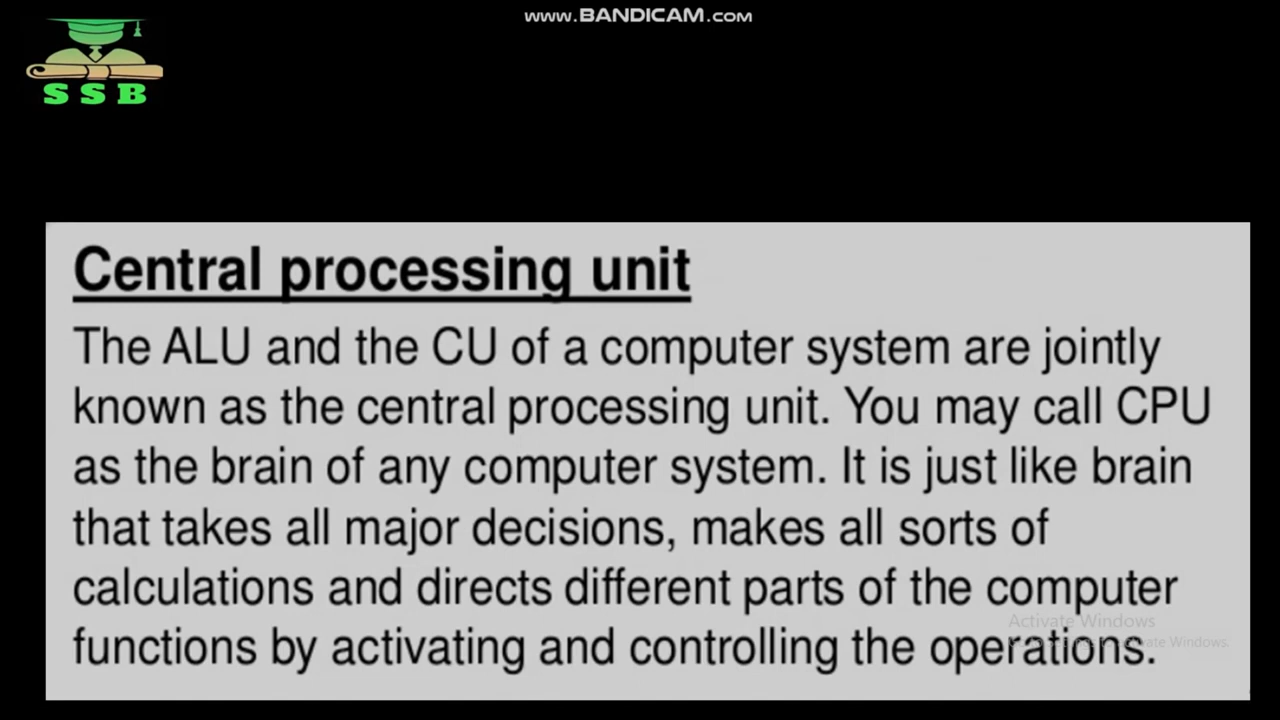 www.BANDICAM.com
SSB
Central processing unit
The ALU and the CU of a computer system are jointly
known as the central processing unit. You may call CPU
as the brain of any computer system. It is just like brain
that takes all major decisions, makes all sorts of
calculations and directs different parts of the computer
Activate Windows
functions by activating and controlling the operations.
Windows.